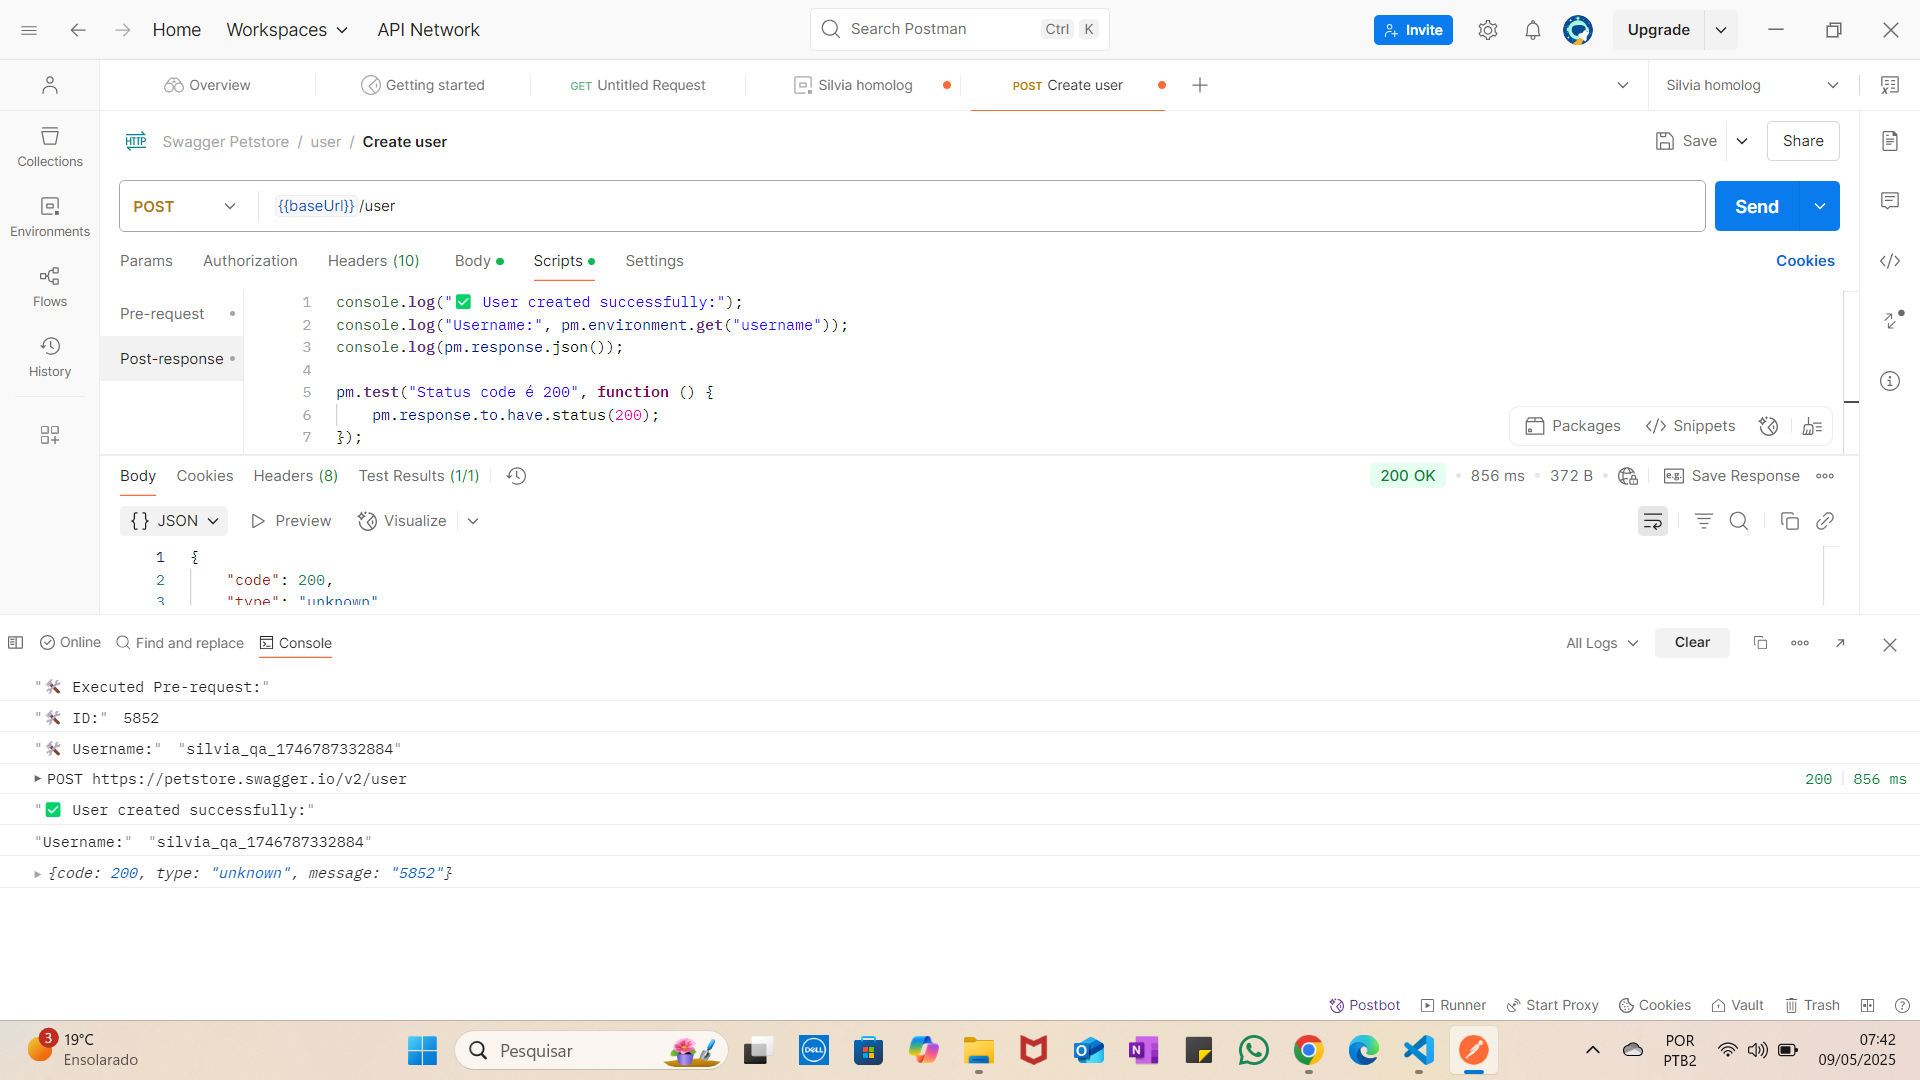 Home Workspaces API Network Search Postman Ctrl K Invite Upgrade
Overview Getting started GET Untitled Request Silvia homolog POST Create user Silvia homolog
HTTP Swagger Petstore / user / Create user Save Share
Collections
Environments
Flows
History
POST {{baseUrl}}/user Send
Params Authorization Headers (10) Body Scripts Settings Cookies
Pre-request
Post-response
1 console.log("✅ User created successfully:");
2 console.log("Username:", pm.environment.get("username"));
3 console.log(pm.response.json());
4
5 pm.test("Status code é 200", function () {
6 pm.response.to.have.status(200);
7 });
Packages Snippets
Body Cookies Headers (8) Test Results (1/1) 200 OK 856 ms 372 B e.g. Save Response
{} JSON Preview Visualize
1 {
2 "code": 200,
3 "type": "unknown"
Online Find and replace Console All Logs Clear
"🛠 Executed Pre-request:"
"🛠 ID:" 5852
"🛠 Username:" "silvia_qa_1746787332884"
POST https://petstore.swagger.io/v2/user 200 856 ms
"✅ User created successfully:"
"Username:" "silvia_qa_1746787332884"
{code: 200, type: "unknown", message: "5852"}
Postbot Runner Start Proxy Cookies Vault Trash
3 19°C
Ensolarado
Pesquisar
DELL
POR
PTB2
07:42
09/05/2025